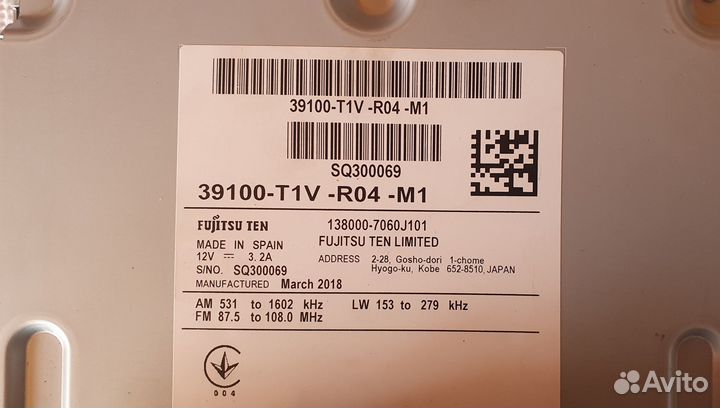 39100-T1V -R04 -M1
SQ300069
39100-T1V -R04 -M1
FUJITSU TEN 138000-7060J101
MADE IN SPAIN FUJITSU TEN LIMITED
12V ⎓ 3. 2A ADDRESS 2-28, Gosho-dori 1-chome
Hyogo-ku, Kobe 652-8510, JAPAN
S/NO. SQ300069
MANUFACTURED March 2018
AM 531 to 1602 kHz LW 153 to 279 kHz
FM 87.5 to 108.0 MHz
004
Avito